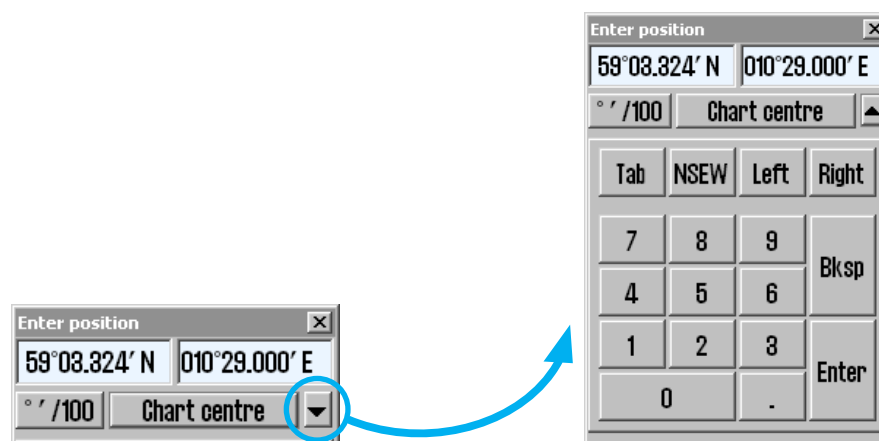 Enter position
59°03.324′ N 010°29.000′ E
° ′ /100 Chart centre
Enter position
59°03.324′ N 010°29.000′ E
° ′ /100 Chart centre
Tab NSEW Left Right
7 8 9
Bksp
4 5 6
1 2 3
Enter
0 .